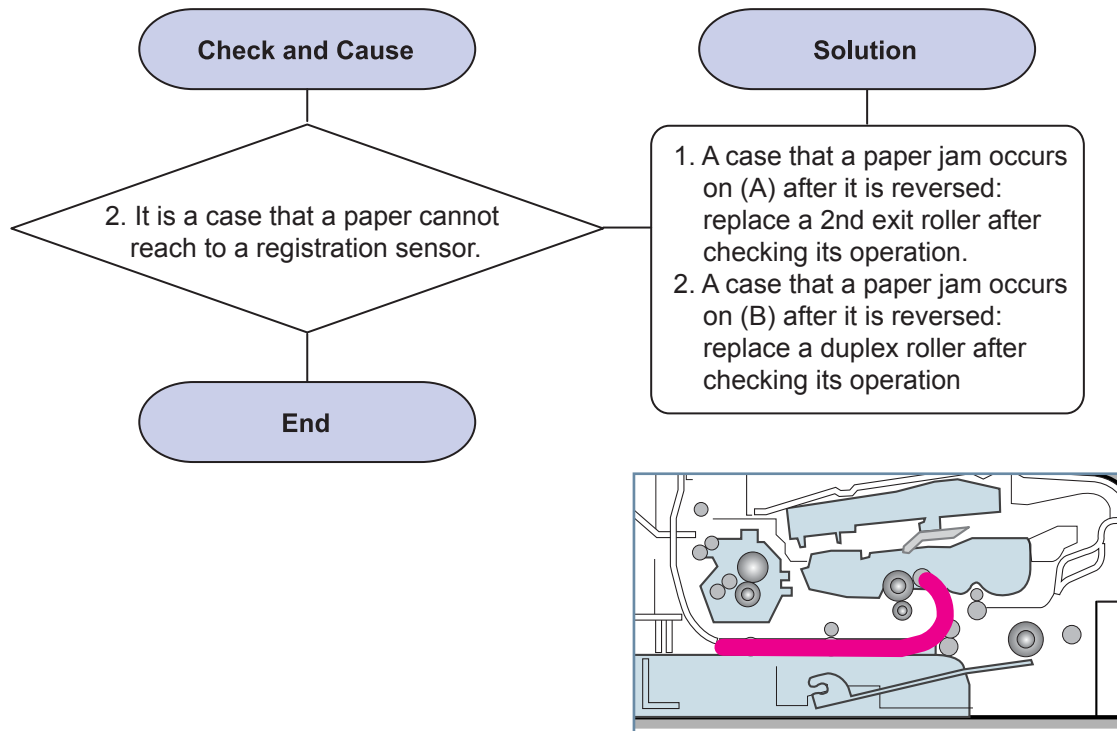 Check and Cause
2. It is a case that a paper cannot
reach to a registration sensor.
End
Solution
1. A case that a paper jam occurs
on (A) after it is reversed:
replace a 2nd exit roller after
checking its operation.
2. A case that a paper jam occurs
on (B) after it is reversed:
replace a duplex roller after
checking its operation